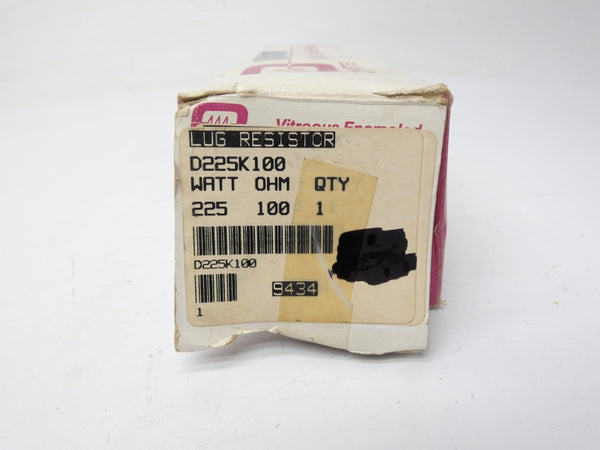 Vitreous Enameled
LUG RESISTOR
D225K100
WATT OHM QTY
225 100 1
D225K100
9434
1